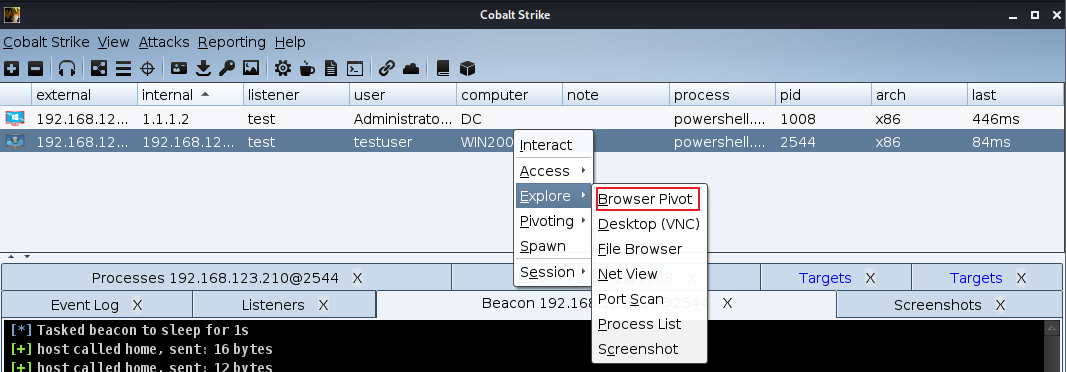 Cobalt Strike
Cobalt Strike View Attacks Reporting Help
external internal listener user computer note process pid arch last
192.168.12... 1.1.1.2 test Administrato... DC powershell.... 1008 x86 446ms
192.168.12... 192.168.12... test testuser WIN200 powershell.... 2544 x86 84ms
Interact
Access
Explore
Pivoting
Spawn
Session
Browser Pivot
Desktop (VNC)
File Browser
Net View
Port Scan
Process List
Screenshot
Processes 192.168.123.210@2544 X X Targets X Targets X
Event Log X Listeners X Beacon 192.168 X Screenshots X
[*] Tasked beacon to sleep for 1s
[+] host called home, sent: 16 bytes
[+] host called home, sent: 12 bytes